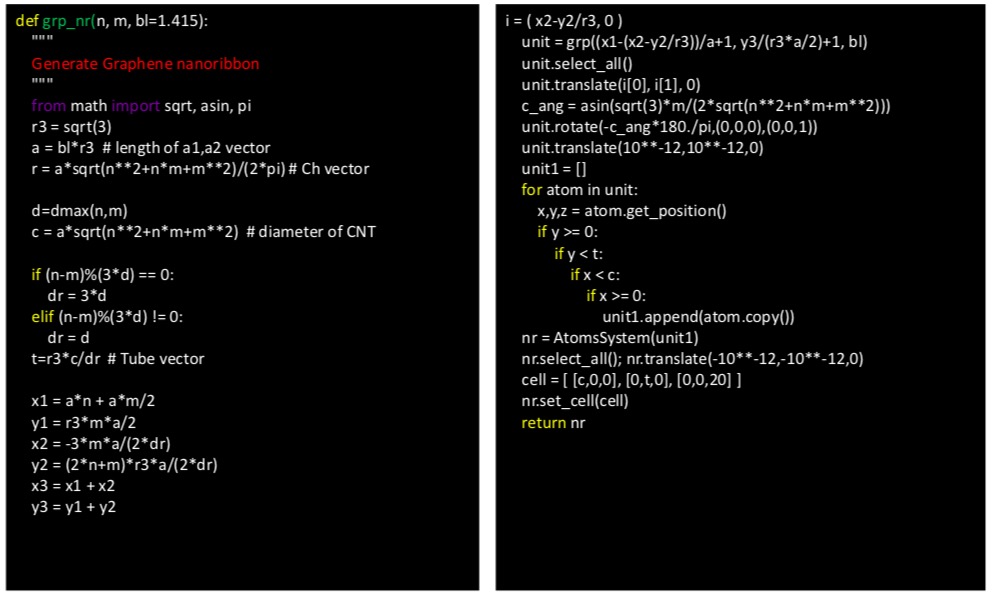 def grp_nr(n, m, bl=1.415):
"""
Generate Graphene nanoribbon
"""
from math import sqrt, asin, pi
r3 = sqrt(3)
a = bl*r3 # length of a1,a2 vector
r = a*sqrt(n**2+n*m+m**2)/(2*pi) # Ch vector
d=dmax(n,m)
c = a*sqrt(n**2+n*m+m**2) # diameter of CNT
if (n-m)%(3*d) == 0:
dr = 3*d
elif (n-m)%(3*d) != 0:
dr = d
t=r3*c/dr # Tube vector
x1 = a*n + a*m/2
y1 = r3*m*a/2
x2 = -3*m*a/(2*dr)
y2 = (2*n+m)*r3*a/(2*dr)
x3 = x1 + x2
y3 = y1 + y2
i = ( x2-y2/r3, 0 )
unit = grp((x1-(x2-y2/r3))/a+1, y3/(r3*a/2)+1, bl)
unit.select_all()
unit.translate(i[0], i[1], 0)
c_ang = asin(sqrt(3)*m/(2*sqrt(n**2+n*m+m**2)))
unit.rotate(-c_ang*180./pi,(0,0,0),(0,0,1))
unit.translate(10**-12,10**-12,0)
unit1 = []
for atom in unit:
x,y,z = atom.get_position()
if y >= 0:
if y < t:
if x < c:
if x >= 0:
unit1.append(atom.copy())
nr = AtomsSystem(unit1)
nr.select_all(); nr.translate(-10**-12,-10**-12,0)
cell = [ [c,0,0], [0,t,0], [0,0,20] ]
nr.set_cell(cell)
return nr